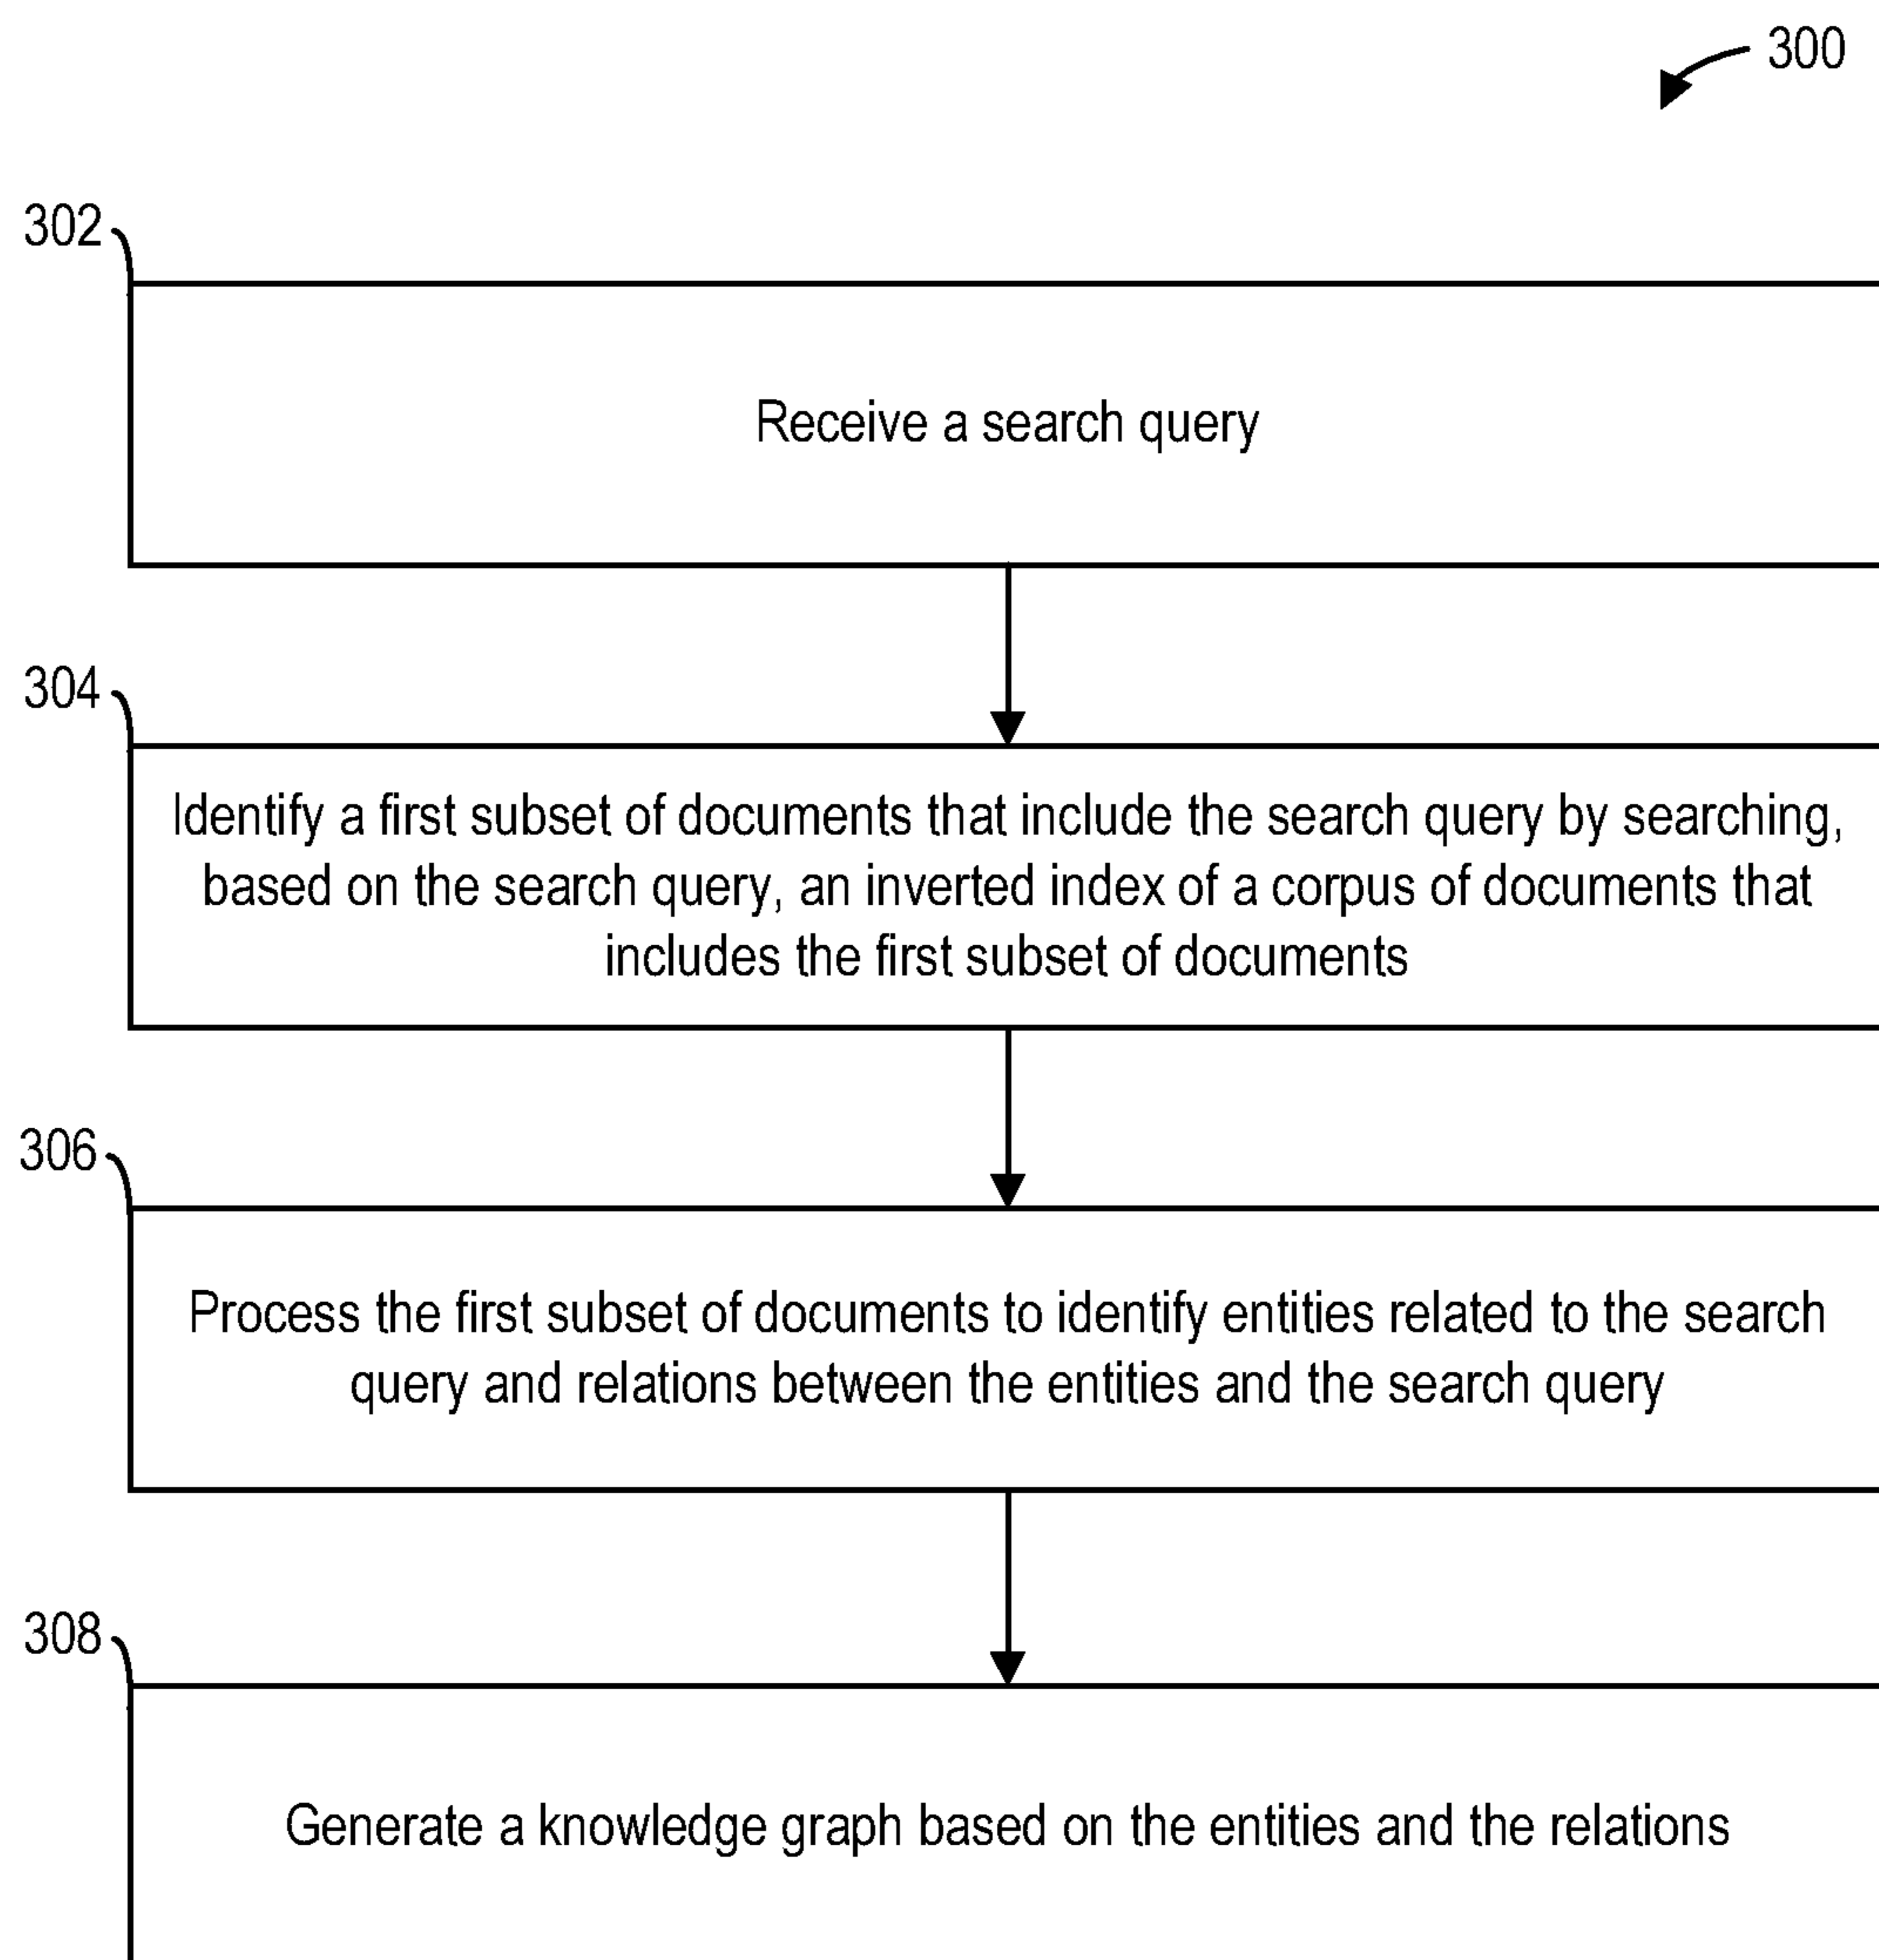 300
302
Receive a search query
304
Identify a first subset of documents that include the search query by searching,
based on the search query, an inverted index of a corpus of documents that
includes the first subset of documents
306
Process the first subset of documents to identify entities related to the search
query and relations between the entities and the search query
308
Generate a knowledge graph based on the entities and the relations